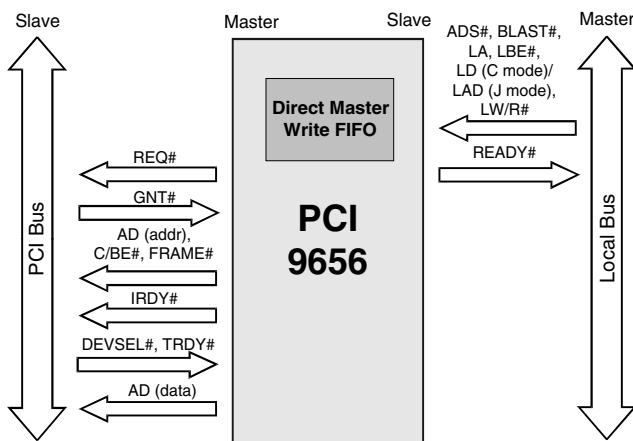 Slave
Master
Slave
Master
ADS#, BLAST#,
LA, LBE#,
LD (C mode)/
LAD (J mode),
LW/R#
READY#
Direct Master
Write FIFO
PCI
9656
REQ#
GNT#
AD (addr),
C/BE#, FRAME#
IRDY#
DEVSEL#, TRDY#
AD (data)
PCI Bus
Local Bus